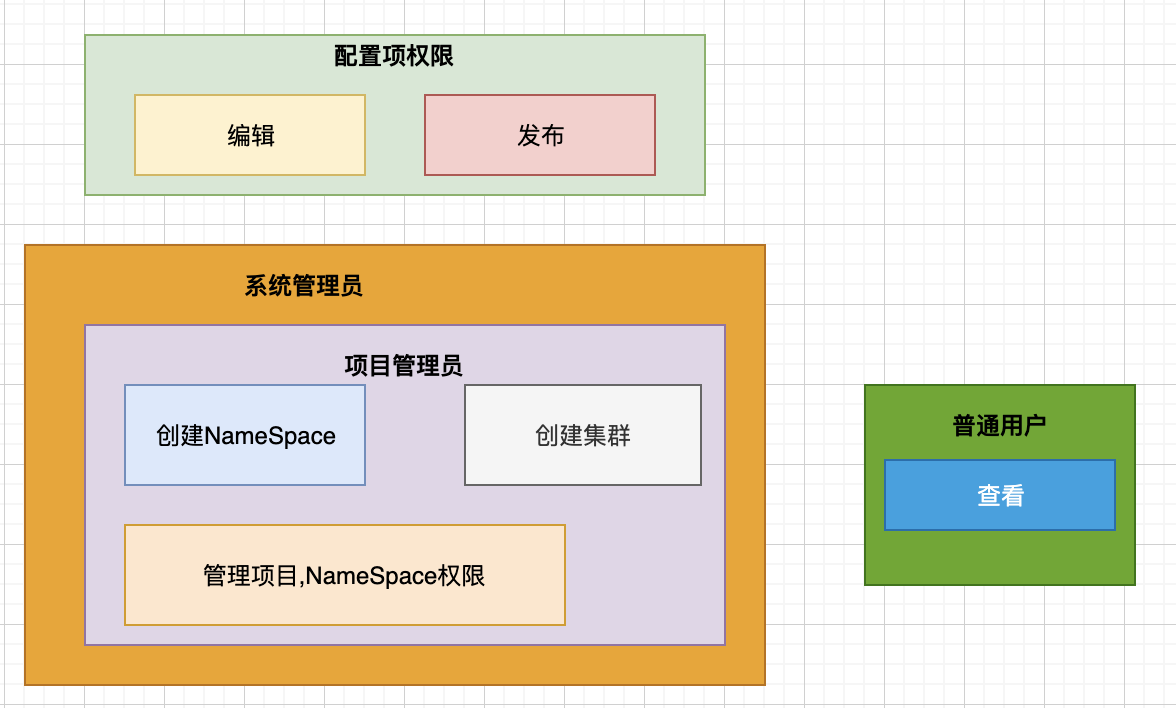 配置项权限
编辑
发布
系统管理员
项目管理员
创建NameSpace
创建集群
管理项目,NameSpace权限
普通用户
查看